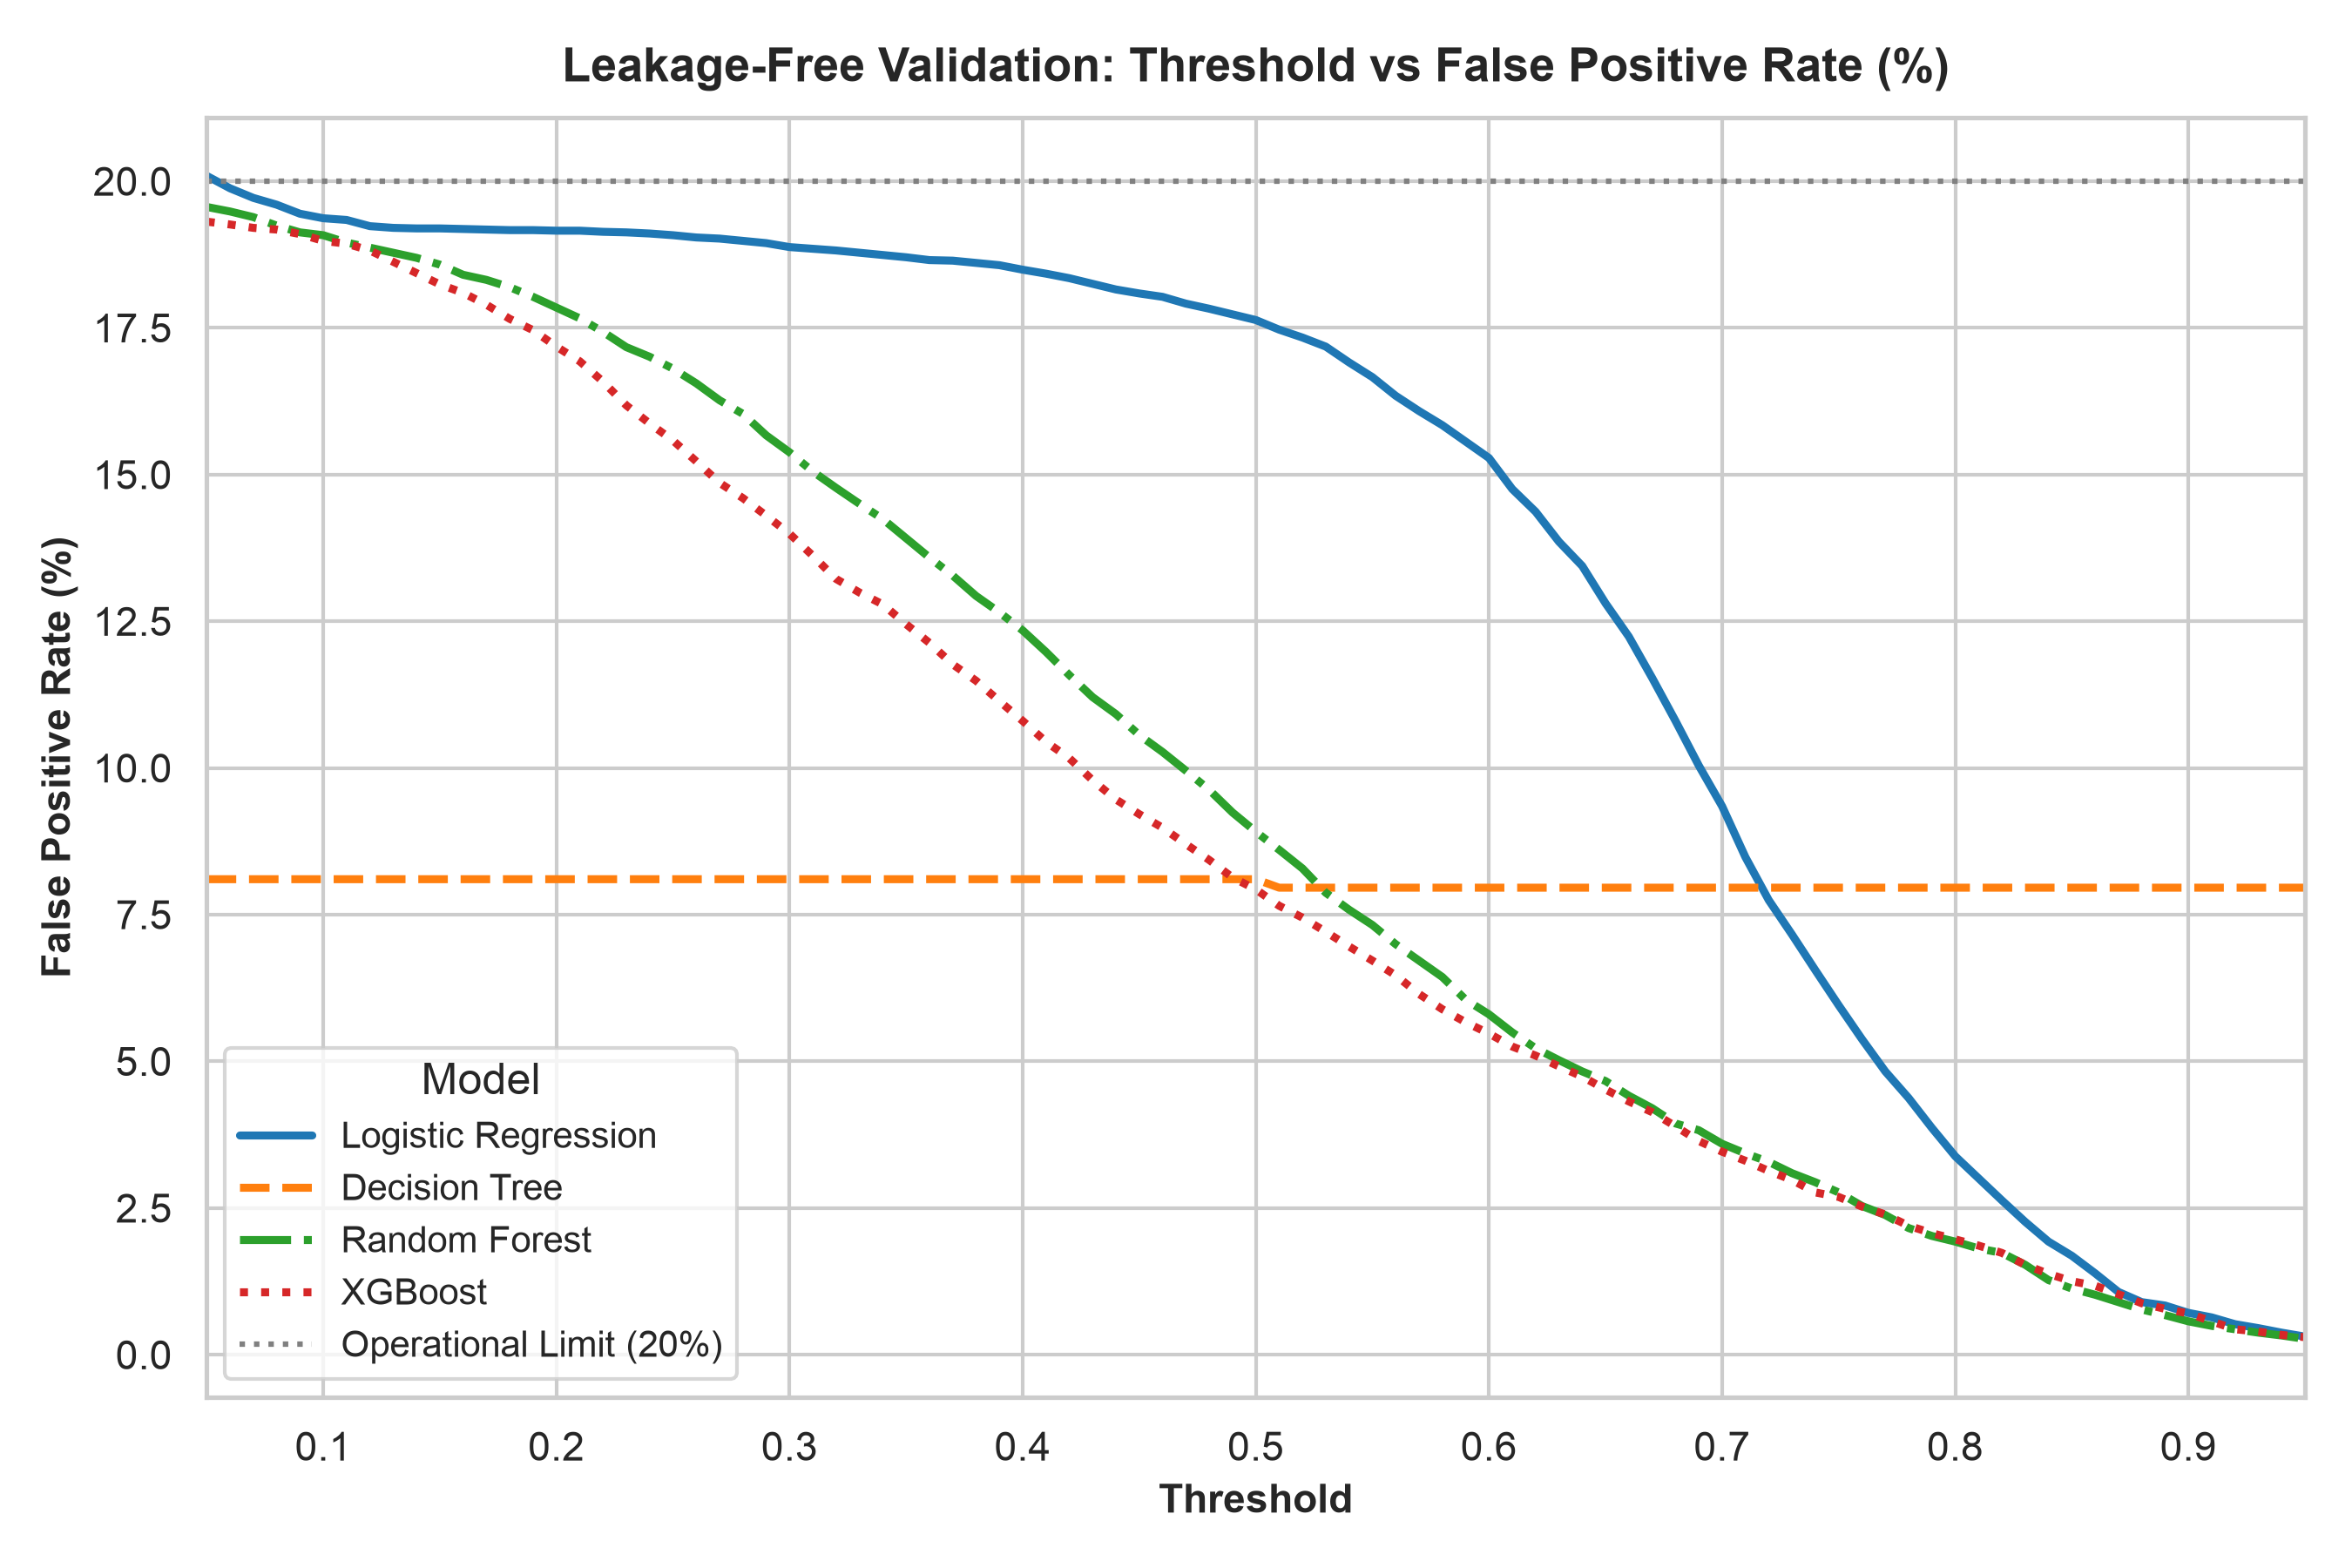 Leakage-Free Validation: Threshold vs False Positive Rate (%)
False Positive Rate (%)
20.0
17.5
15.0
12.5
10.0
7.5
5.0
2.5
0.0
Model
Logistic Regression
Decision Tree
Random Forest
XGBoost
Operational Limit (20%)
0.1 0.2 0.3 0.4 0.5 0.6 0.7 0.8 0.9
Threshold